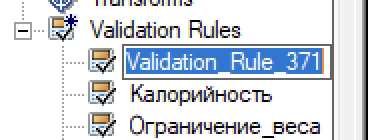 Transforms
Validation Rules
Validation_Rule_371
Калорийность
Ограничение_веса